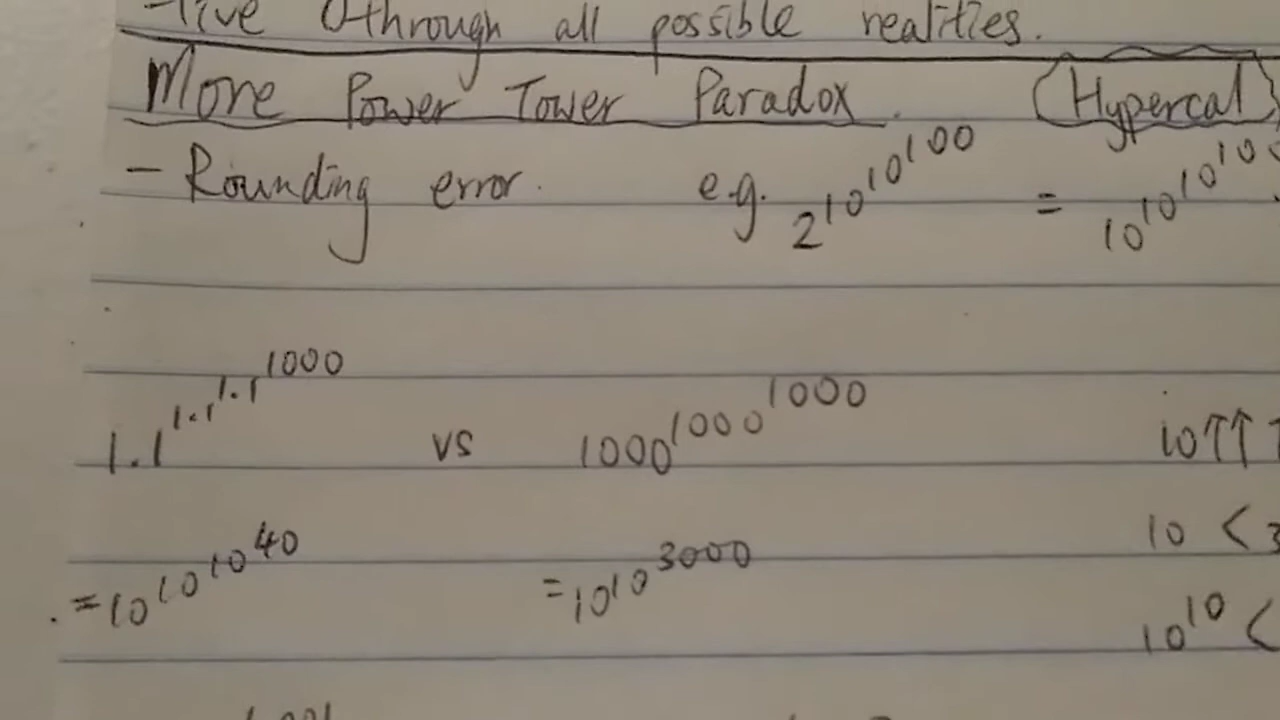 -live through all possible realities.
More Power Tower Paradox. (Hypercal)
- Rounding error. e.g. 2^10^10^100 = 10^10^10^10
1.1^1.1^1.1^1000 vs 1000^1000^1000 10↑↑
=10^10^10^40 =10^10^3000 10 <
10^10 <